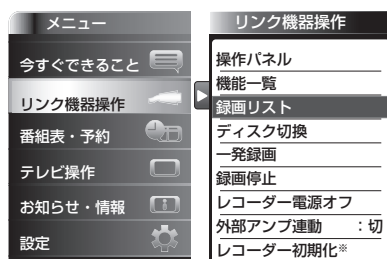 メニュー
今すぐできること
リンク機器操作
番組表・予約
テレビ操作
お知らせ・情報
設定
リンク機器操作
操作パネル
機能一覧
録画リスト
ディスク切換
一発録画
録画停止
レコーダー電源オフ
外部アンプ連動 ：切
レコーダー初期化※